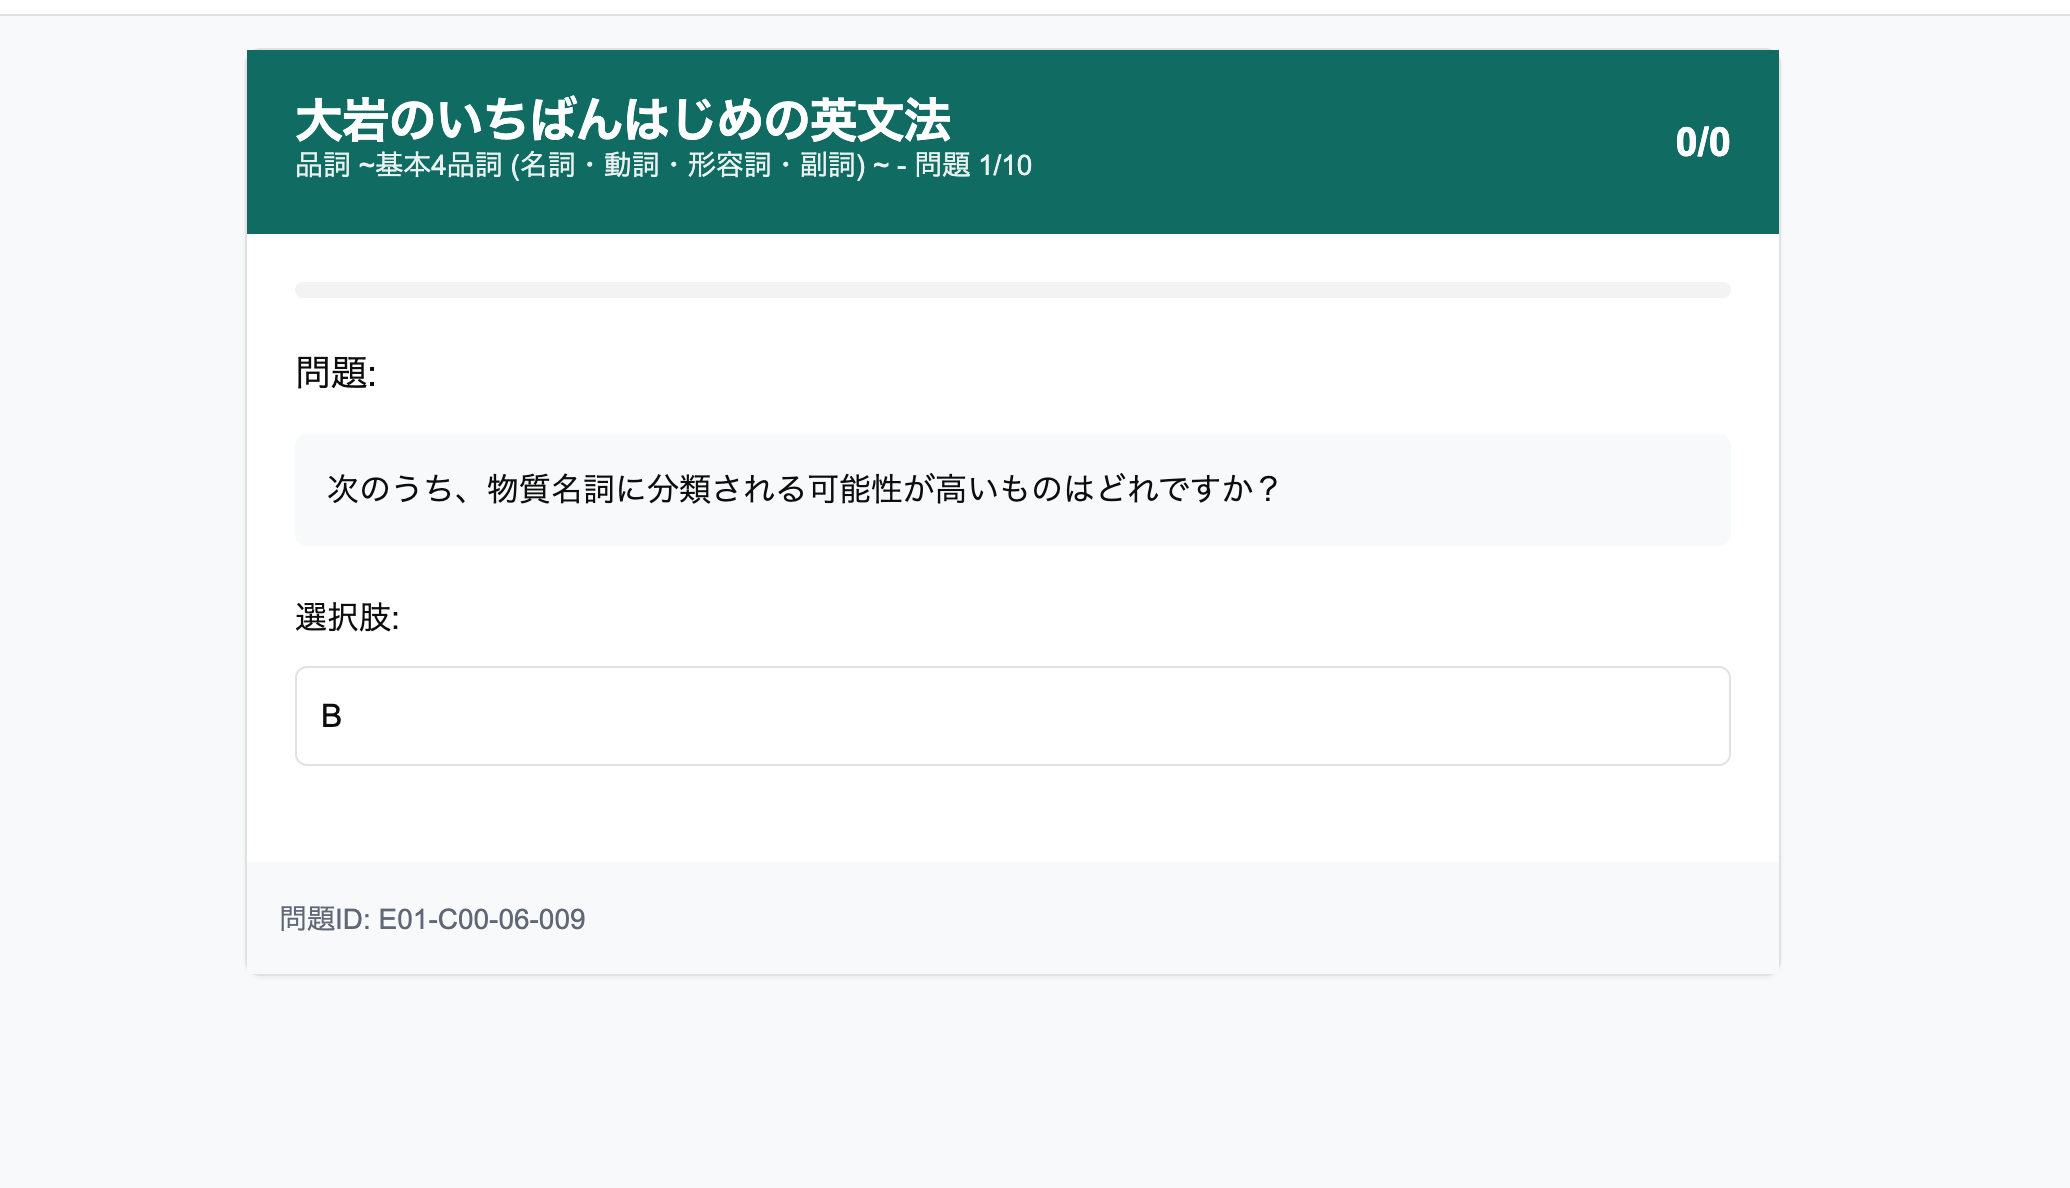 大岩のいちばんはじめの英文法
0/0
品詞 ~基本4品詞 (名詞・動詞・形容詞・副詞) ~ - 問題 1/10
問題:
次のうち、物質名詞に分類される可能性が高いものはどれですか？
選択肢:
B
問題ID: E01-C00-06-009